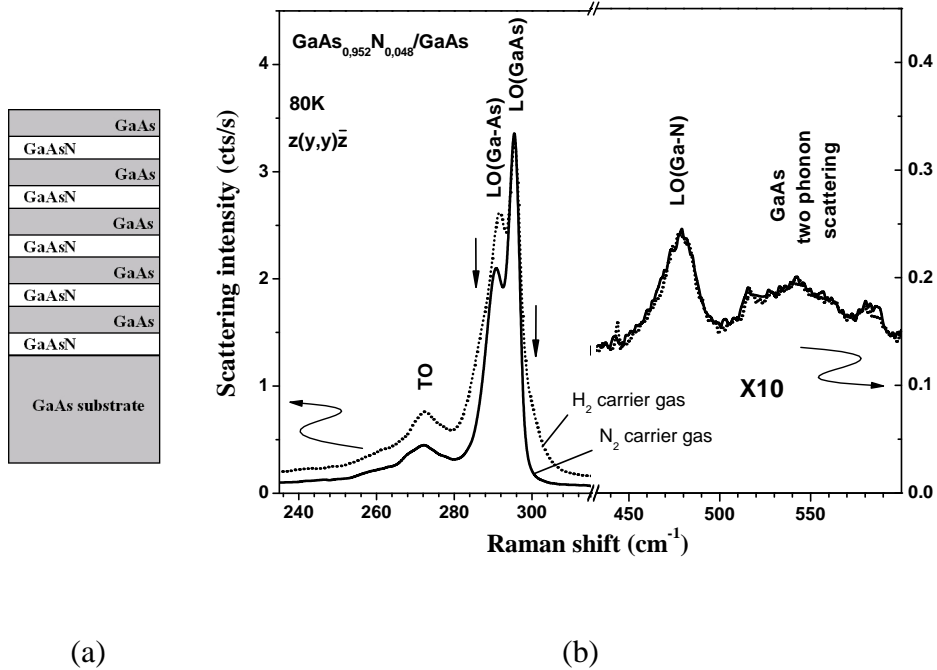 GaAs
GaAsN
GaAs
GaAsN
GaAs
GaAsN
GaAs
GaAsN
GaAs
GaAsN
GaAs substrate
(a)
GaAs0,952N0,048/GaAs
80K
z(y,y)z̄
TO
LO(Ga-As)
LO(GaAs)
LO(Ga-N)
GaAs
two phonon
scattering
H2 carrier gas
N2 carrier gas
X10
Scattering intensity (cts/s)
4
3
2
1
0
0.4
0.3
0.2
0.1
0.0
240 260 280 300 450 500 550
Raman shift (cm-1)
(b)